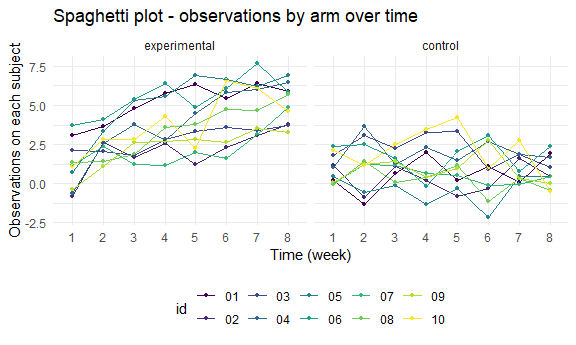 Spaghetti plot - observations by arm over time
experimental
control
Observations on each subject
7.5
5.0
2.5
0.0
-2.5
1 2 3 4 5 6 7 8
1 2 3 4 5 6 7 8
Time (week)
id
01 03 05 07 09
02 04 06 08 10